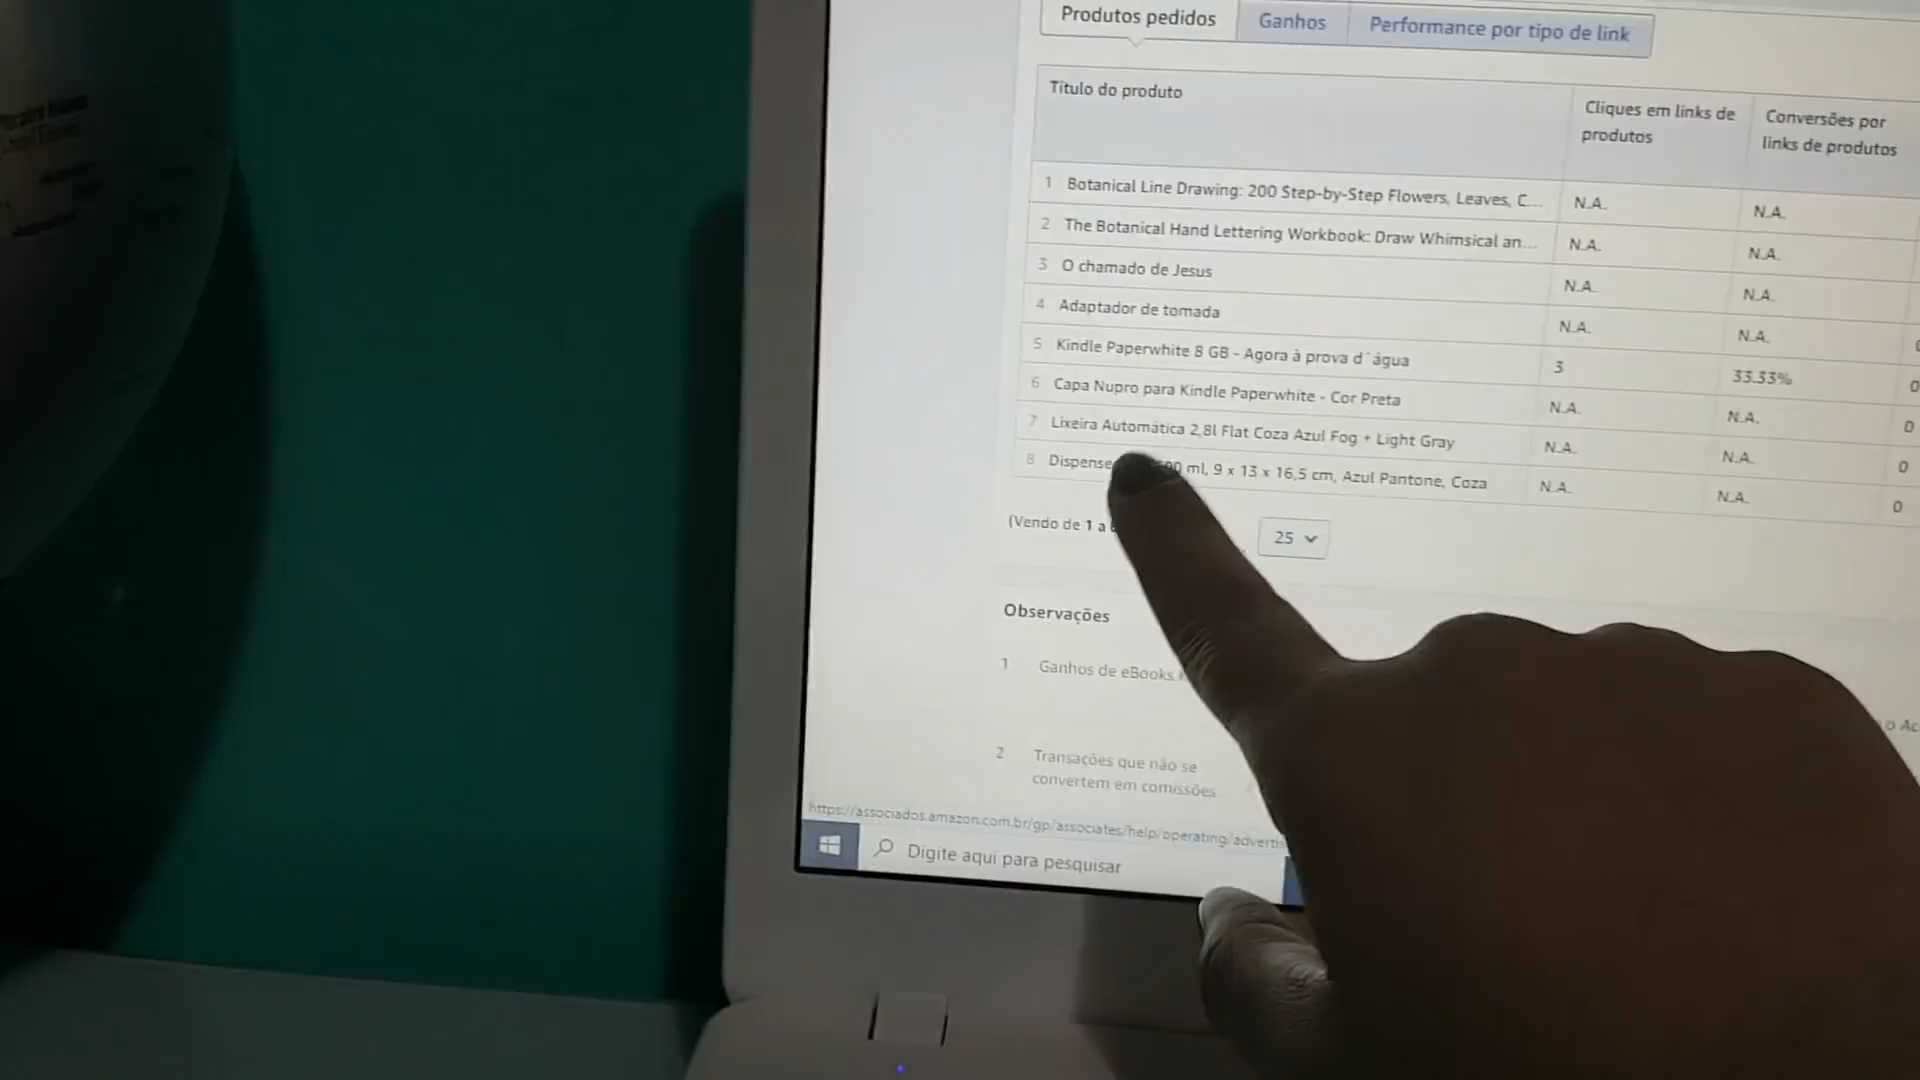 Produtos pedidos Ganhos Performance por tipo de link
Título do produto Cliques em links de produtos Conversões por links de produtos
1 Botanical Line Drawing: 200 Step-by-Step Flowers, Leaves, C... N.A. N.A.
2 The Botanical Hand Lettering Workbook: Draw Whimsical an... N.A. N.A.
3 O chamado de Jesus N.A. N.A.
4 Adaptador de tomada N.A. N.A.
5 Kindle Paperwhite 8 GB - Agora à prova d´água 3 33.33% 0
6 Capa Nupro para Kindle Paperwhite - Cor Preta N.A. N.A. 0
7 Lixeira Automática 2,8l Flat Coza Azul Fog + Light Gray N.A. N.A. 0
8 Dispense ml, 9 x 13 x 16,5 cm, Azul Pantone, Coza N.A. N.A. 0
(Vendo de 1 a 25
Observações
1 Ganhos de eBooks
o Ac
2 Transações que não se
convertem em comissões
https://associados.amazon.com.br/gp/associates/help/operating/advertis
Digite aqui para pesquisar